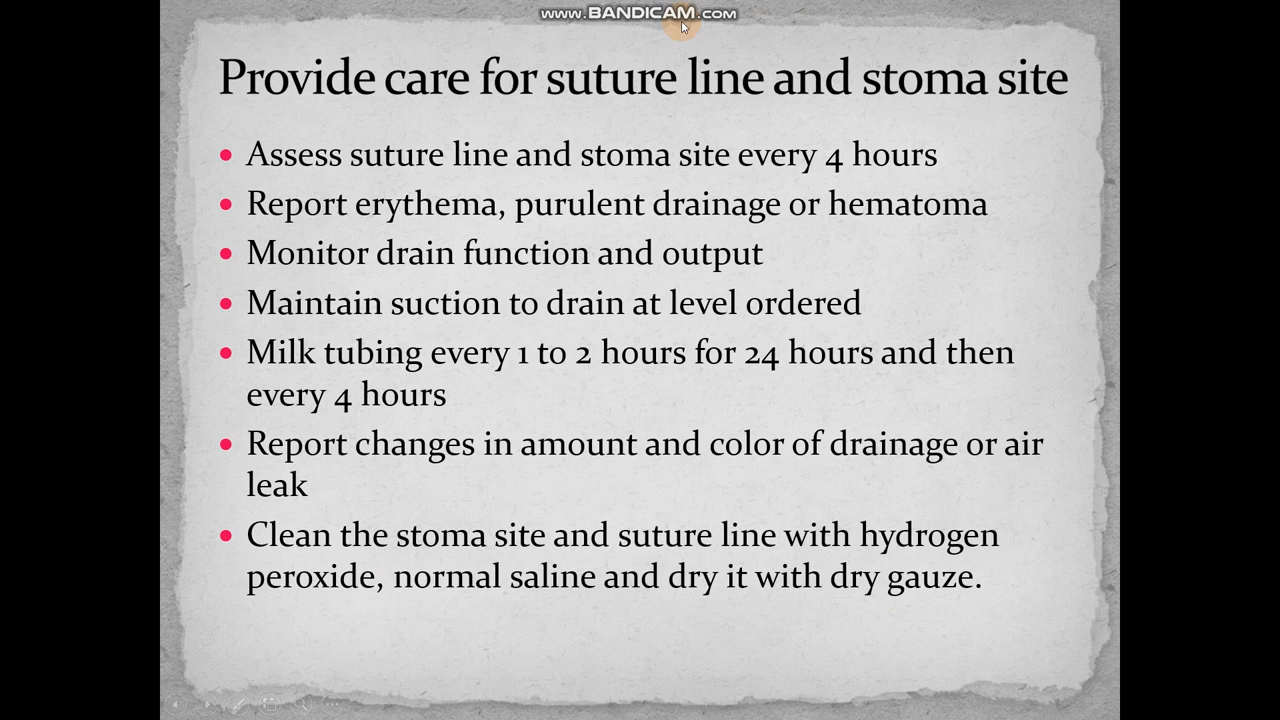 www.BANDICAM.com
Provide care for suture line and stoma site
• Assess suture line and stoma site every 4 hours
• Report erythema, purulent drainage or hematoma
• Monitor drain function and output
• Maintain suction to drain at level ordered
• Milk tubing every 1 to 2 hours for 24 hours and then
every 4 hours
• Report changes in amount and color of drainage or air
leak
• Clean the stoma site and suture line with hydrogen
peroxide, normal saline and dry it with dry gauze.